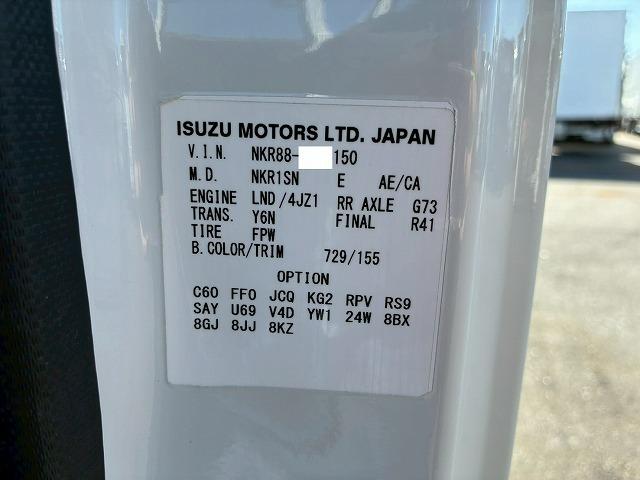 ISUZU MOTORS LTD. JAPAN
V.I.N. NKR88- 150
M.D. NKR1SN E AE/CA
ENGINE LND/4JZ1 RR AXLE G73
TRANS. Y6N FINAL R41
TIRE FPW
B.COLOR/TRIM 729/155
OPTION
C60 FF0 JCQ KG2 RPV RS9
SAY U69 V4D YW1 24W 8BX
8GJ 8JJ 8KZ